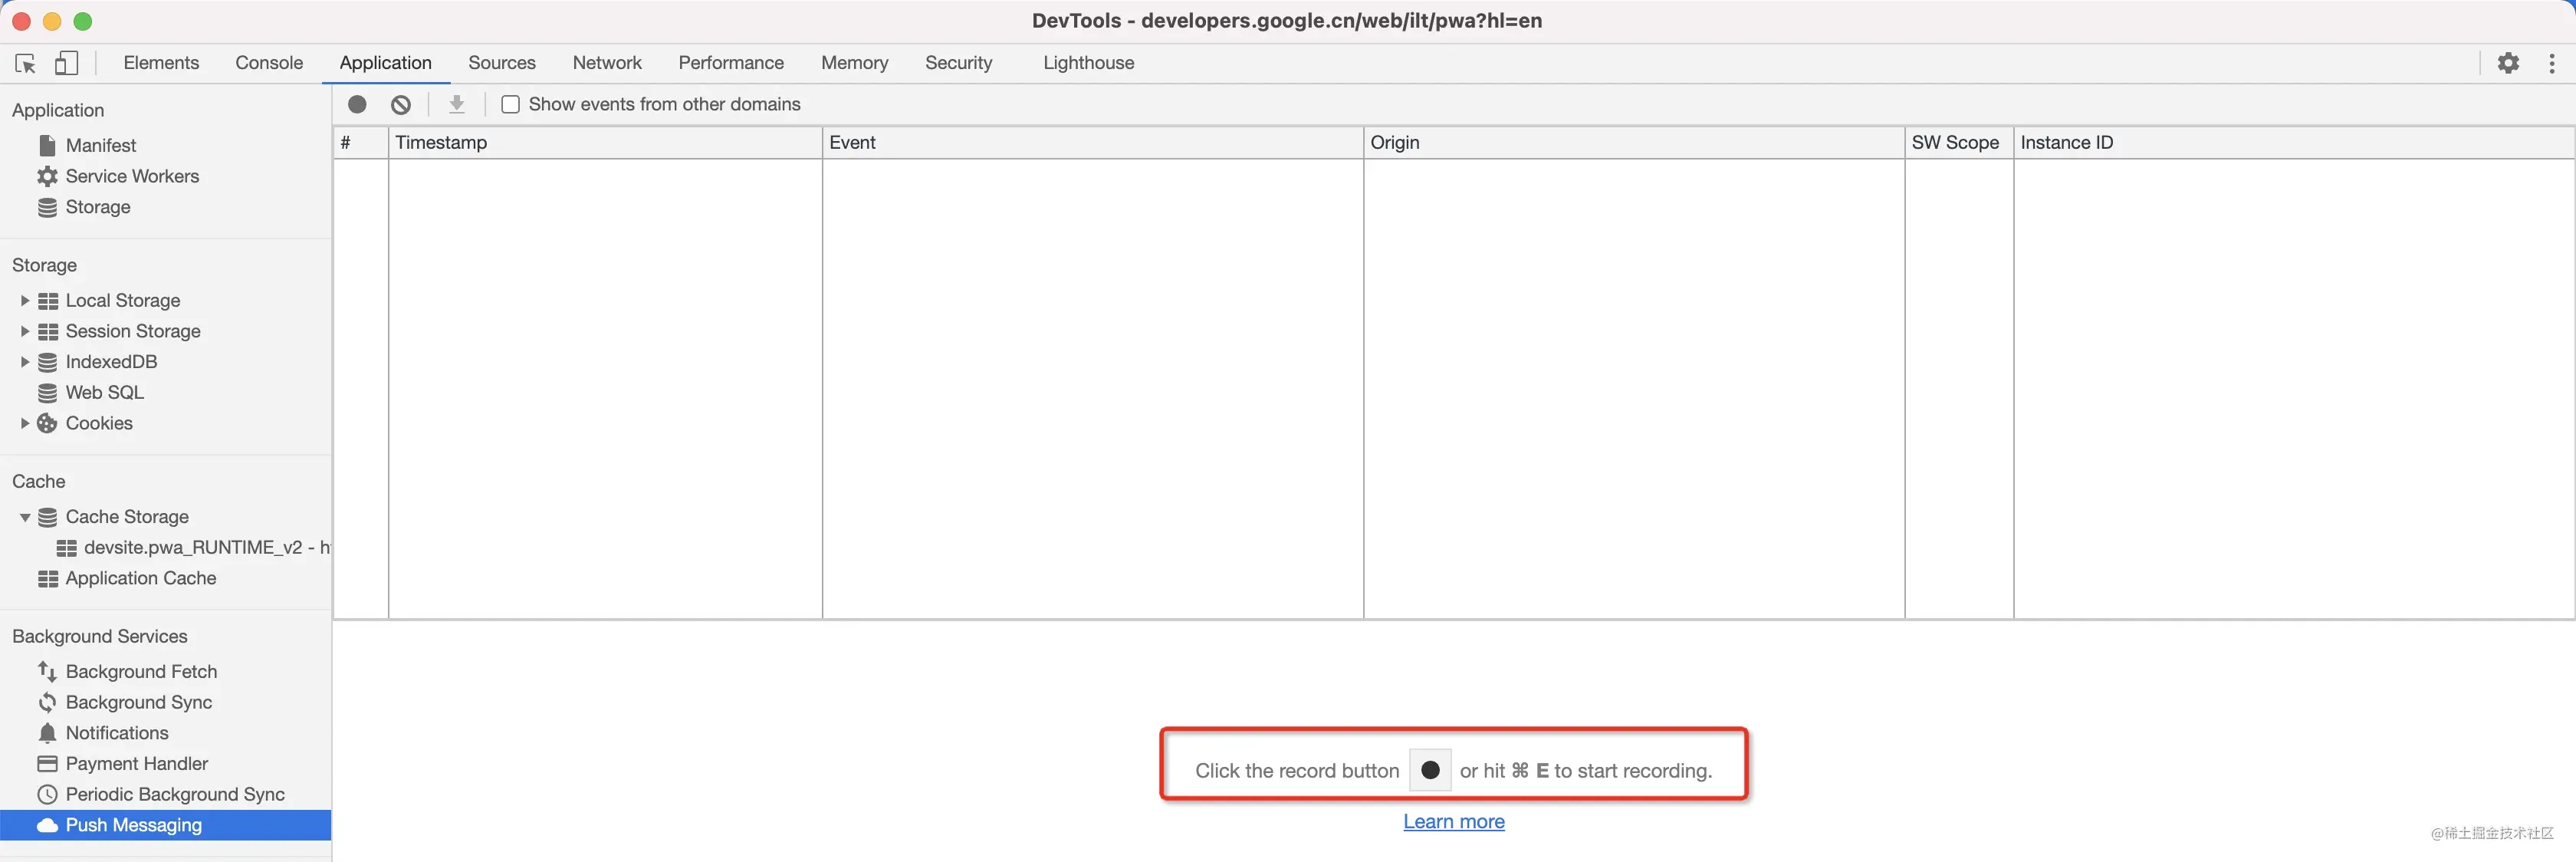 DevTools - developers.google.cn/web/ilt/pwa?hl=en
Elements Console Application Sources Network Performance Memory Security Lighthouse
Application
Manifest
Service Workers
Storage
Storage
Local Storage
Session Storage
IndexedDB
Web SQL
Cookies
Cache
Cache Storage
devsite.pwa_RUNTIME_v2 - h
Application Cache
Background Services
Background Fetch
Background Sync
Notifications
Payment Handler
Periodic Background Sync
Push Messaging
Show events from other domains
# Timestamp Event Origin SW Scope Instance ID
Click the record button ● or hit ⌘ E to start recording.
Learn more
@稀土掘金技术社区